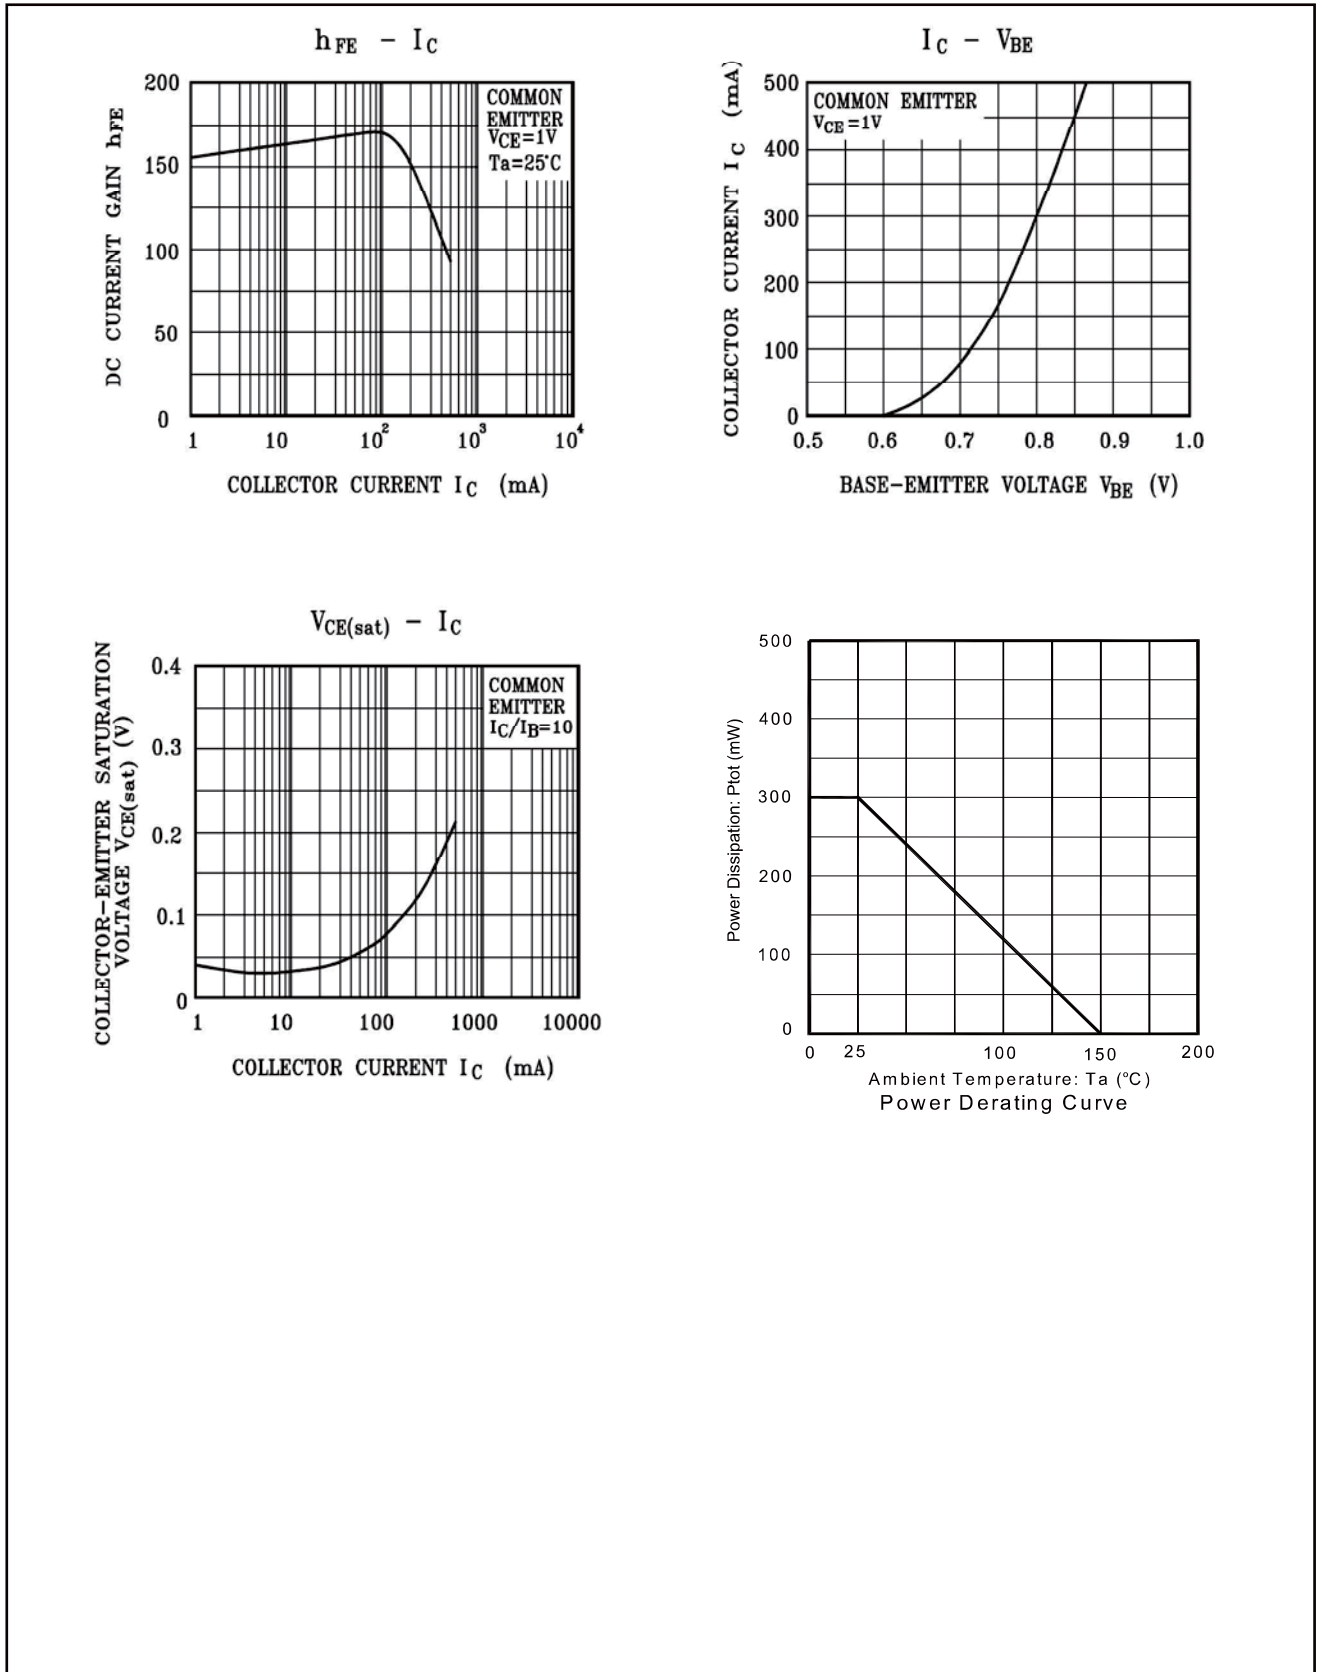 hFE – IC
200
150
100
50
0
DC CURRENT GAIN hFE
COMMON
EMITTER
VCE=1V
Ta=25°C
1 10 10² 10³ 10⁴
COLLECTOR CURRENT IC (mA)
IC – VBE
500
400
300
200
100
0
COLLECTOR CURRENT IC (mA)
COMMON EMITTER
VCE=1V
0.5 0.6 0.7 0.8 0.9 1.0
BASE–EMITTER VOLTAGE VBE (V)
VCE(sat) – IC
0.4
0.3
0.2
0.1
0
COLLECTOR–EMITTER SATURATION
VOLTAGE VCE(sat) (V)
COMMON
EMITTER
IC/IB=10
1 10 100 1000 10000
COLLECTOR CURRENT IC (mA)
500
400
300
200
100
0
Power Dissipation: Ptot (mW)
0 25 100 150 200
Ambient Temperature: Ta (°C)
Power Derating Curve